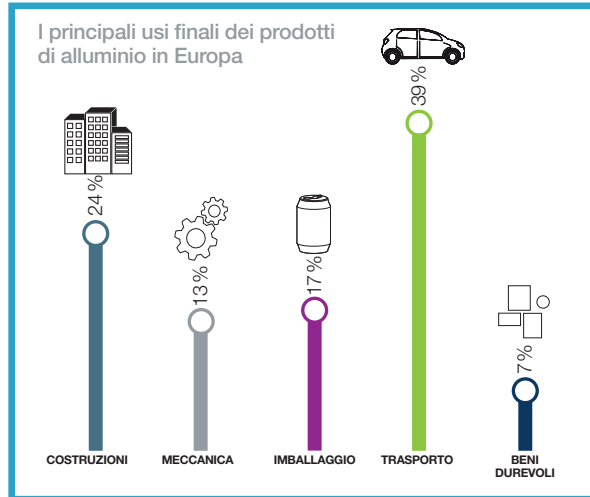 I principali usi finali dei prodotti
di alluminio in Europa
24 %
13 %
17 %
39 %
7 %
COSTRUZIONI
MECCANICA
IMBALLAGGIO
TRASPORTO
BENI
DUREVOLI